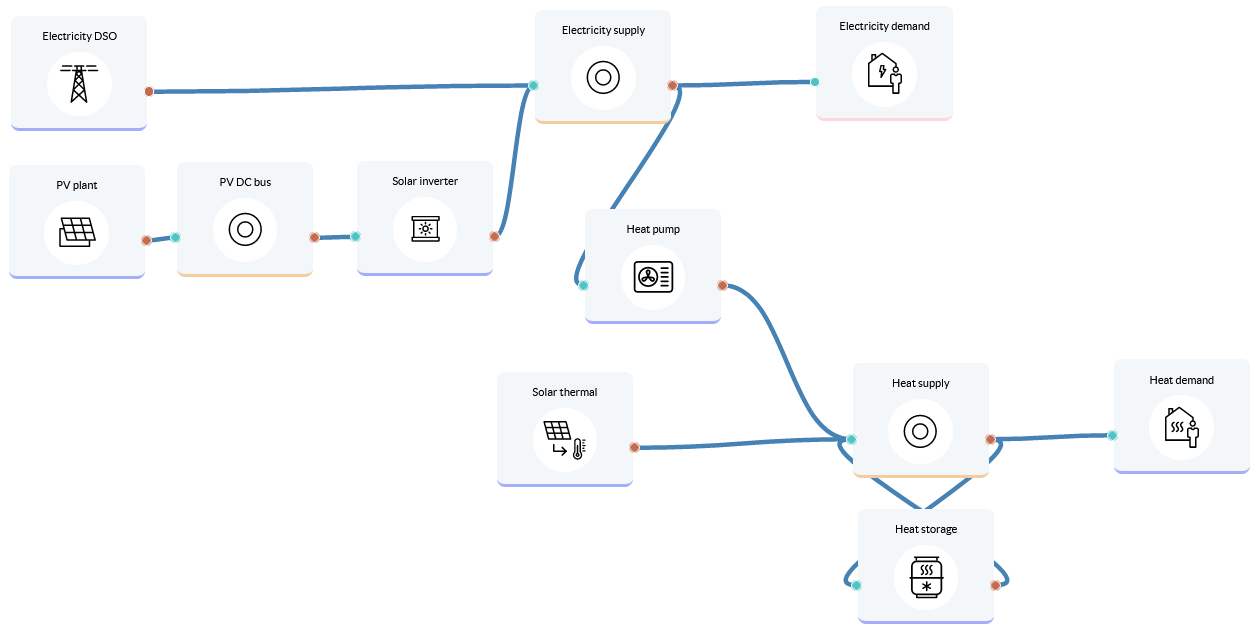 Electricity DSO
Electricity supply
Electricity demand
PV plant
PV DC bus
Solar inverter
Heat pump
Solar thermal
Heat supply
Heat demand
Heat storage